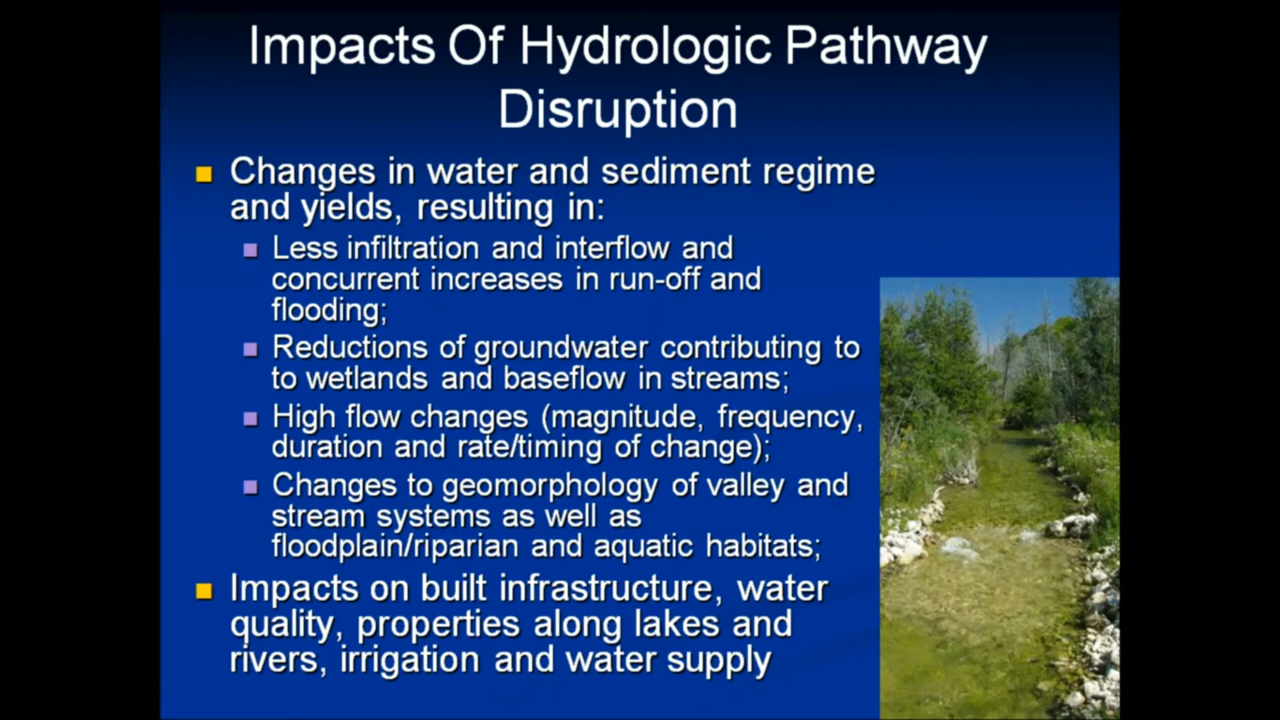 Impacts Of Hydrologic Pathway
Disruption
Changes in water and sediment regime
and yields, resulting in:
Less infiltration and interflow and
concurrent increases in run-off and
flooding;
Reductions of groundwater contributing to
to wetlands and baseflow in streams;
High flow changes (magnitude, frequency,
duration and rate/timing of change);
Changes to geomorphology of valley and
stream systems as well as
floodplain/riparian and aquatic habitats;
Impacts on built infrastructure, water
quality, properties along lakes and
rivers, irrigation and water supply